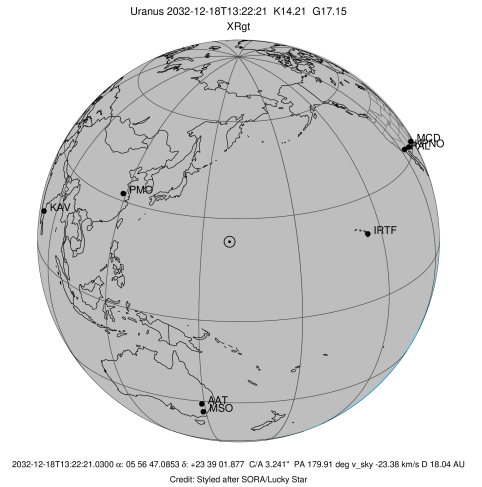 Uranus 2032-12-18T13:22:21  K14.21  G17.15
XRgt
MCD
PMO
KAV
IRTF
AAT
MSO
2032-12-18T13:22:21.0300 α: 05 56 47.0853 δ: +23 39 01.877  C/A 3.241"  PA 179.91 deg v_sky -23.38 km/s D 18.04 AU
Credit: Styled after SORA/Lucky Star